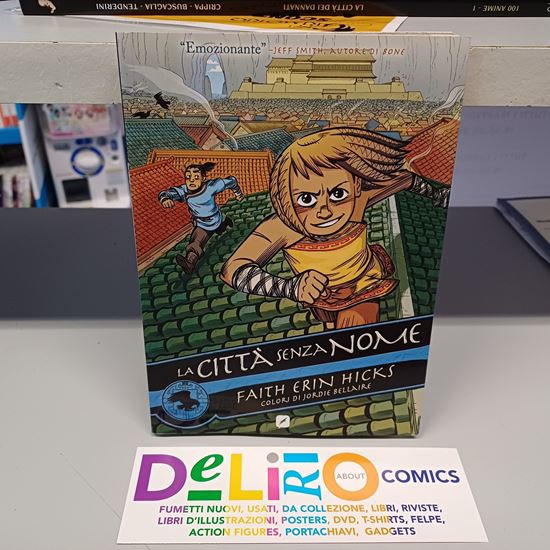 CRIPPA - BUSCAGLIA - TENDERINI
LA CITTÀ DEI DANNATI
100 ANIME - 1
"Emozionante" -JEFF SMITH, AUTORE DI BONE
LA CITTÀ SENZA NOME
FAITH ERIN HICKS
COLORI DI JORDIE BELLAIRE
DeLiRiO
ABOUT
COMICS
FUMETTI NUOVI, USATI, DA COLLEZIONE, LIBRI, RIVISTE,
LIBRI D'ILLUSTRAZIONI, POSTERS, DVD, T-SHIRTS, FELPE,
ACTION FIGURES, PORTACHIAVI, GADGETS